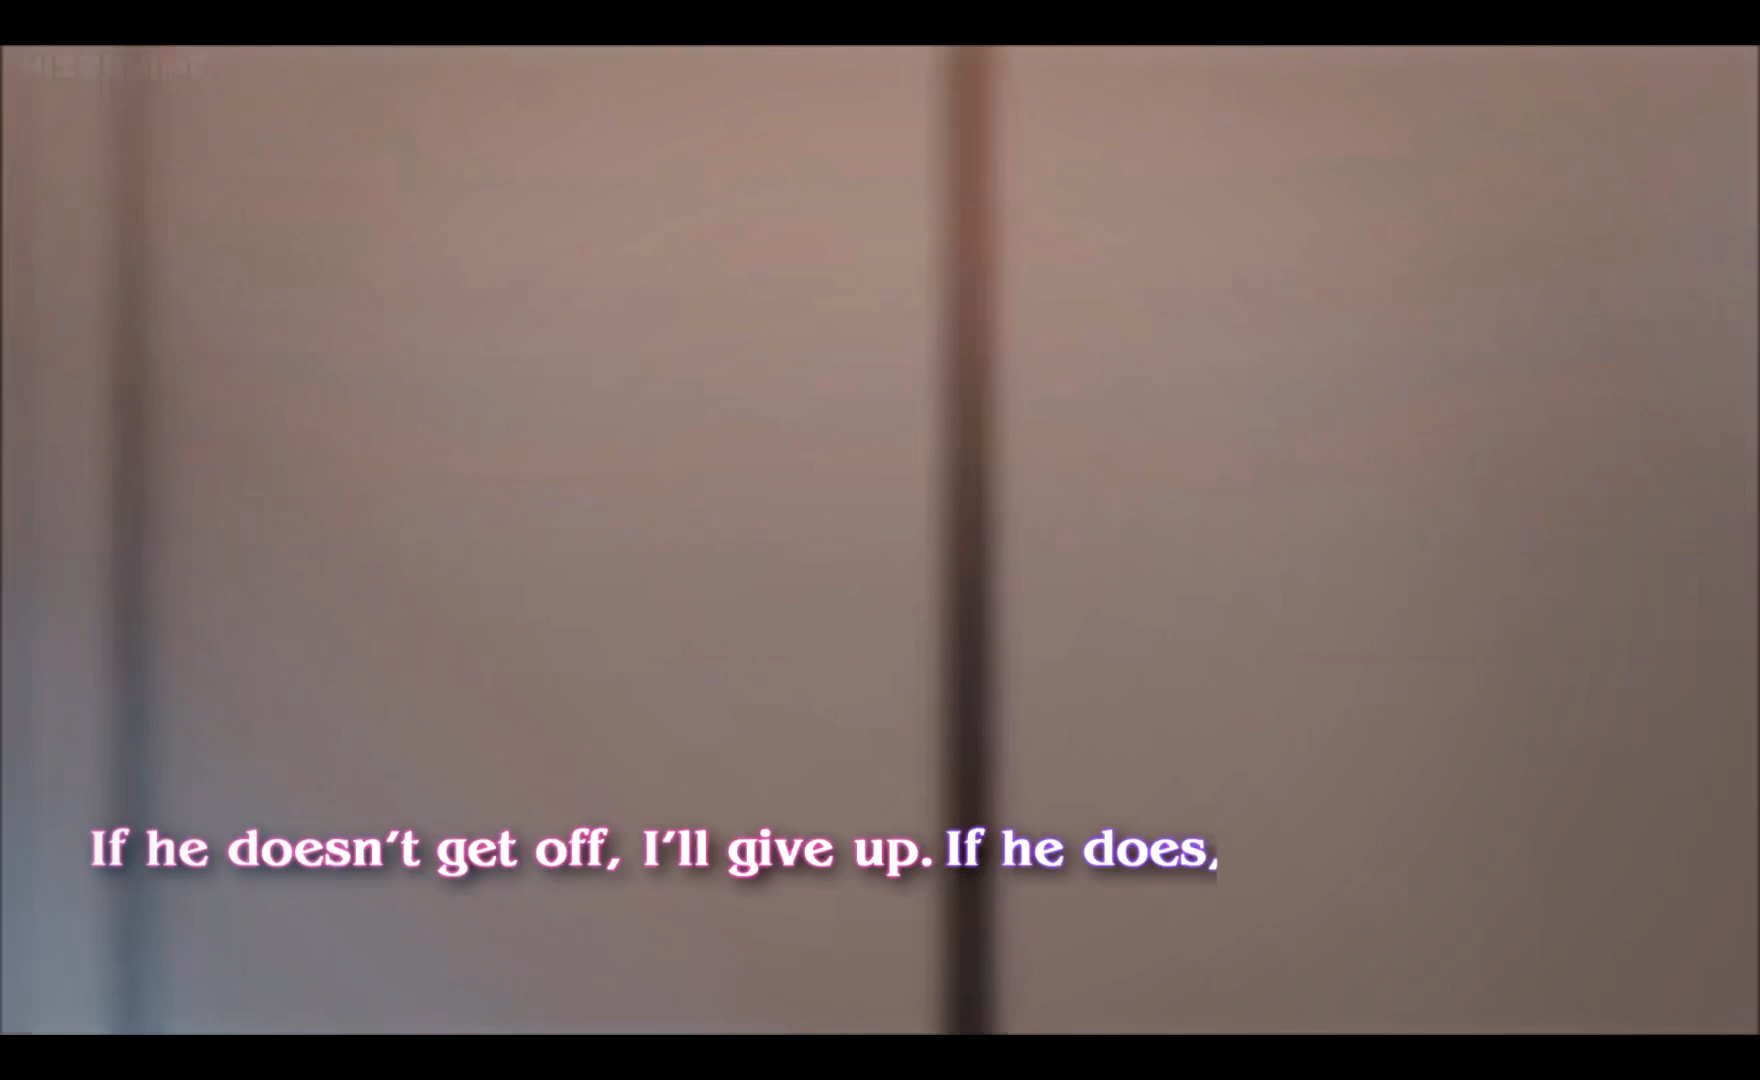 If he doesn’t get off, I’ll give up. If he does,